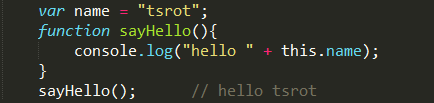 var name = "tsrot";
function sayHello(){
    console.log("hello " + this.name);
}
sayHello();      // hello tsrot